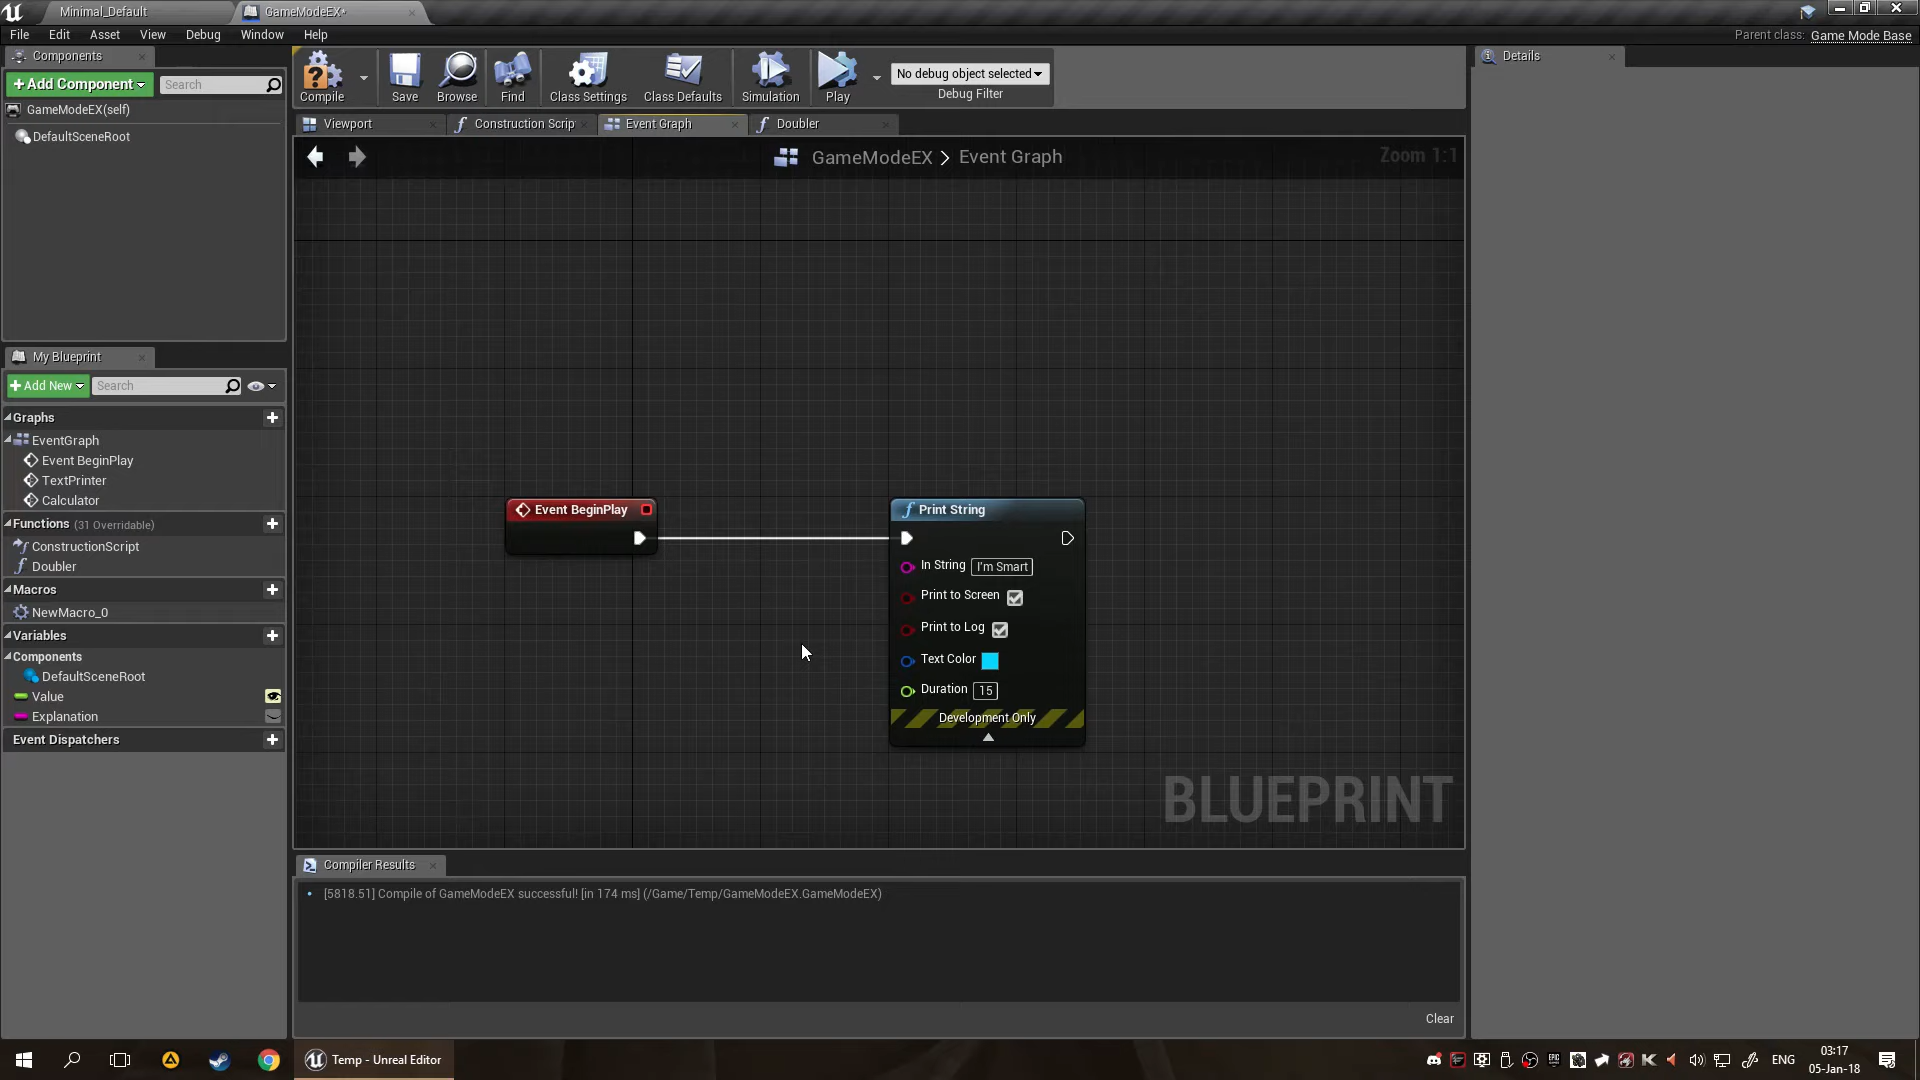 Minimal_Default
GameModeEX*
File Edit Asset View Debug Window Help
Parent class: Game Mode Base
Components
+Add Component
Search
GameModeEX(self)
DefaultSceneRoot
Compile
Save
Browse
Find
Class Settings
Class Defaults
Simulation
Play
No debug object selected
Debug Filter
Details
Viewport
Construction Scrip
Event Graph
Doubler
GameModeEX > Event Graph
Zoom 1:1
My Blueprint
+Add New
Search
Graphs
EventGraph
Event BeginPlay
TextPrinter
Calculator
Functions (31 Overridable)
ConstructionScript
Doubler
Macros
NewMacro_0
Variables
Components
DefaultSceneRoot
Value
Explanation
Event Dispatchers
Event BeginPlay
Print String
In String I'm Smart
Print to Screen
Print to Log
Text Color
Duration 15
Development Only
BLUEPRINT
Compiler Results
[5818.51] Compile of GameModeEX successful! [in 174 ms] (/Game/Temp/GameModeEX.GameModeEX)
Clear
Temp - Unreal Editor
ENG
03:17
05-Jan-18